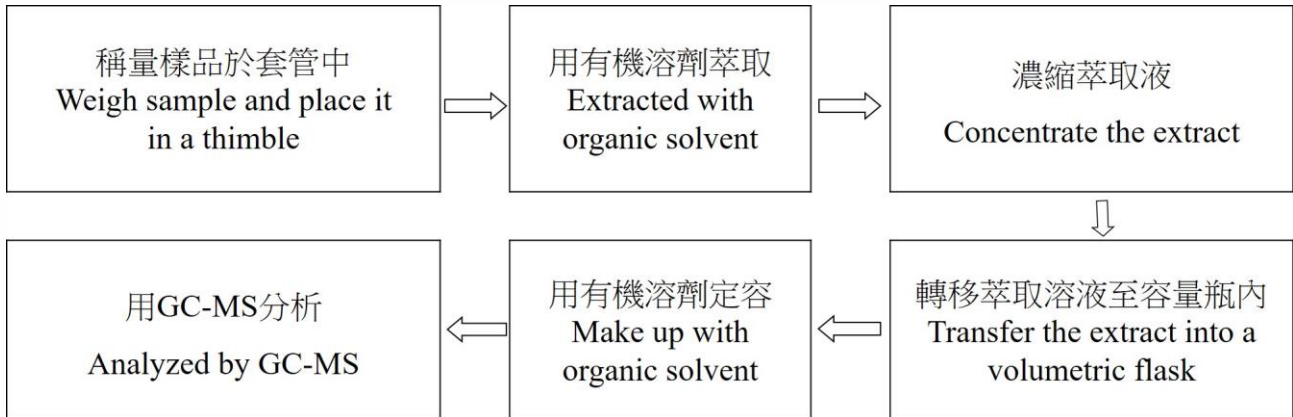 稱量樣品於套管中
Weigh sample and place it
in a thimble
用有機溶劑萃取
Extracted with
organic solvent
濃缩萃取液
Concentrate the extract
轉移萃取溶液至容量瓶內
Transfer the extract into a
volumetric flask
用有機溶劑定容
Make up with
organic solvent
用GC-MS分析
Analyzed by GC-MS